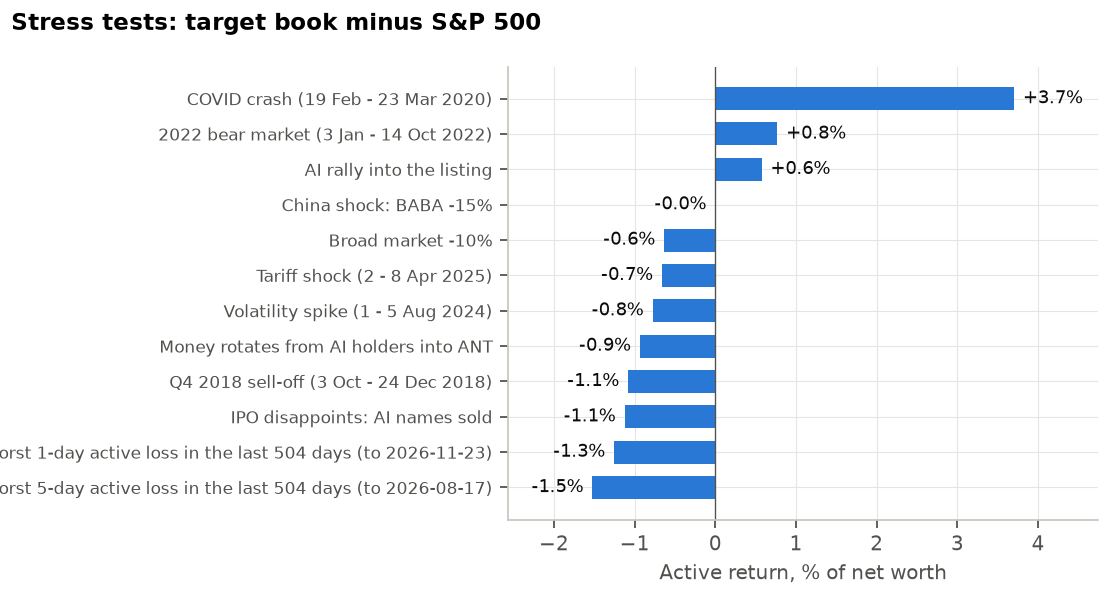 Stress tests: target book minus S&P 500
COVID crash (19 Feb - 23 Mar 2020)
+3.7%
2022 bear market (3 Jan - 14 Oct 2022)
+0.8%
AI rally into the listing
+0.6%
China shock: BABA -15%
-0.0%
Broad market -10%
-0.6%
Tariff shock (2 - 8 Apr 2025)
-0.7%
Volatility spike (1 - 5 Aug 2024)
-0.8%
Money rotates from AI holders into ANT
-0.9%
Q4 2018 sell-off (3 Oct - 24 Dec 2018)
-1.1%
IPO disappoints: AI names sold
-1.1%
orst 1-day active loss in the last 504 days (to 2026-11-23)
-1.3%
orst 5-day active loss in the last 504 days (to 2026-08-17)
-1.5%
−2 −1 0 1 2 3 4
Active return, % of net worth